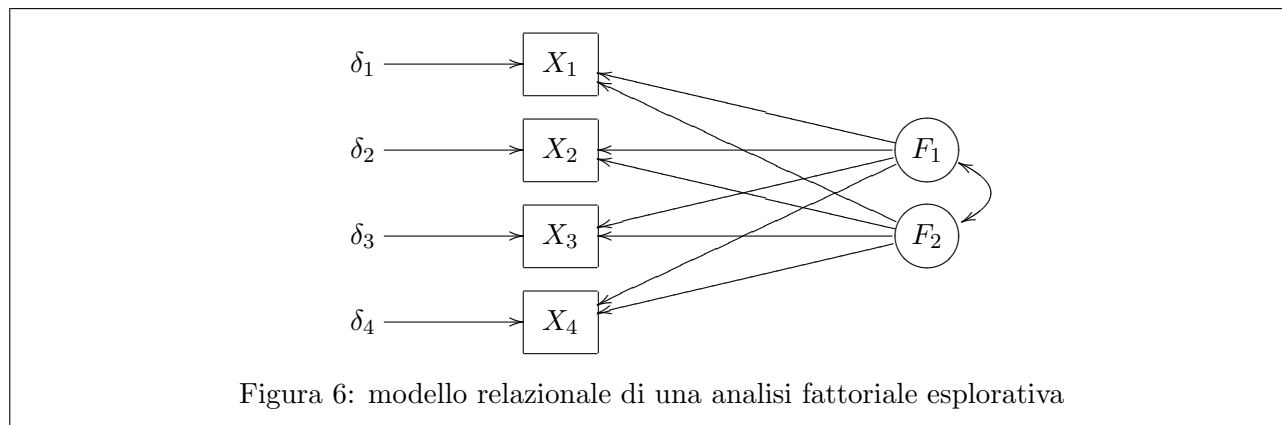 δ1 X1
δ2 X2 F1
δ3 X3 F2
δ4 X4
Figura 6: modello relazionale di una analisi fattoriale esplorativa